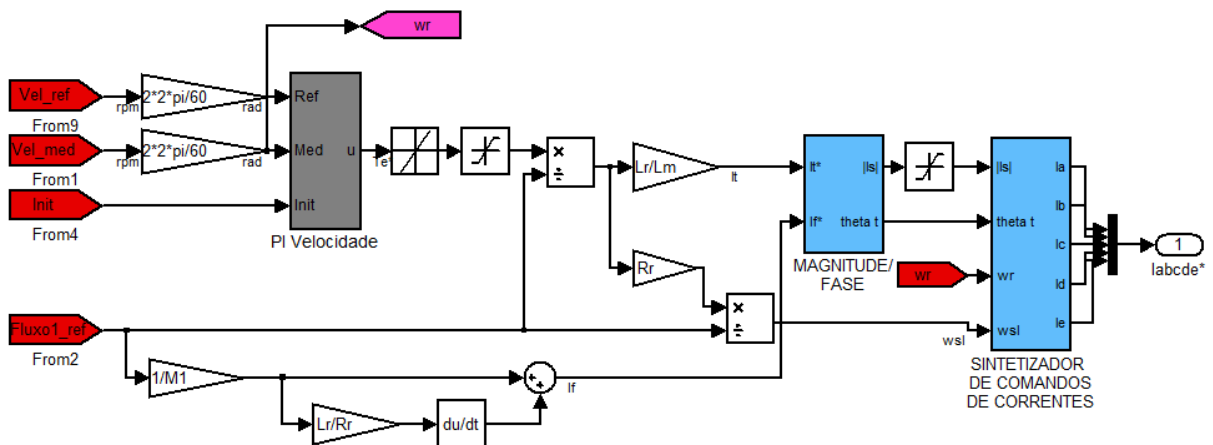 wr
Vel_ref
From9
rpm
2*2*pi/60
rad
Vel_med
From1
rpm
2*2*pi/60
rad
Init
From4
Ref
Med
u
Init
PI Velocidade
Te*
×
÷
Lr/Lm
It
Rr
×
÷
It*
|Is|
If*
theta t
MAGNITUDE/
FASE
wr
wsl
|Is|
theta t
wr
wsl
Ia
Ib
Ic
Id
Ie
SINTETIZADOR
DE COMANDOS
DE CORRENTES
1
Iabcde*
Fluxo1_ref
From2
1/M1
Lr/Rr
du/dt
+
+
If